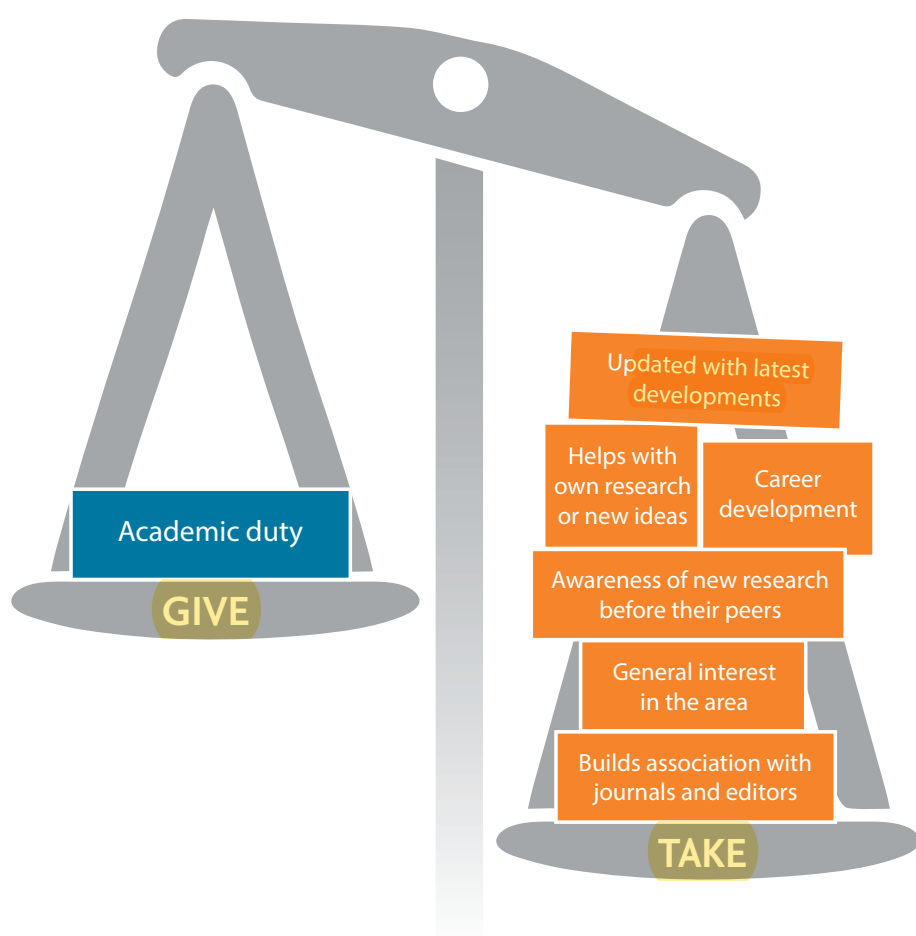 Academic duty
GIVE
Updated with latest
developments
Helps with
own research
or new ideas
Career
development
Awareness of new research
before their peers
General interest
in the area
Builds association with
journals and editors
TAKE